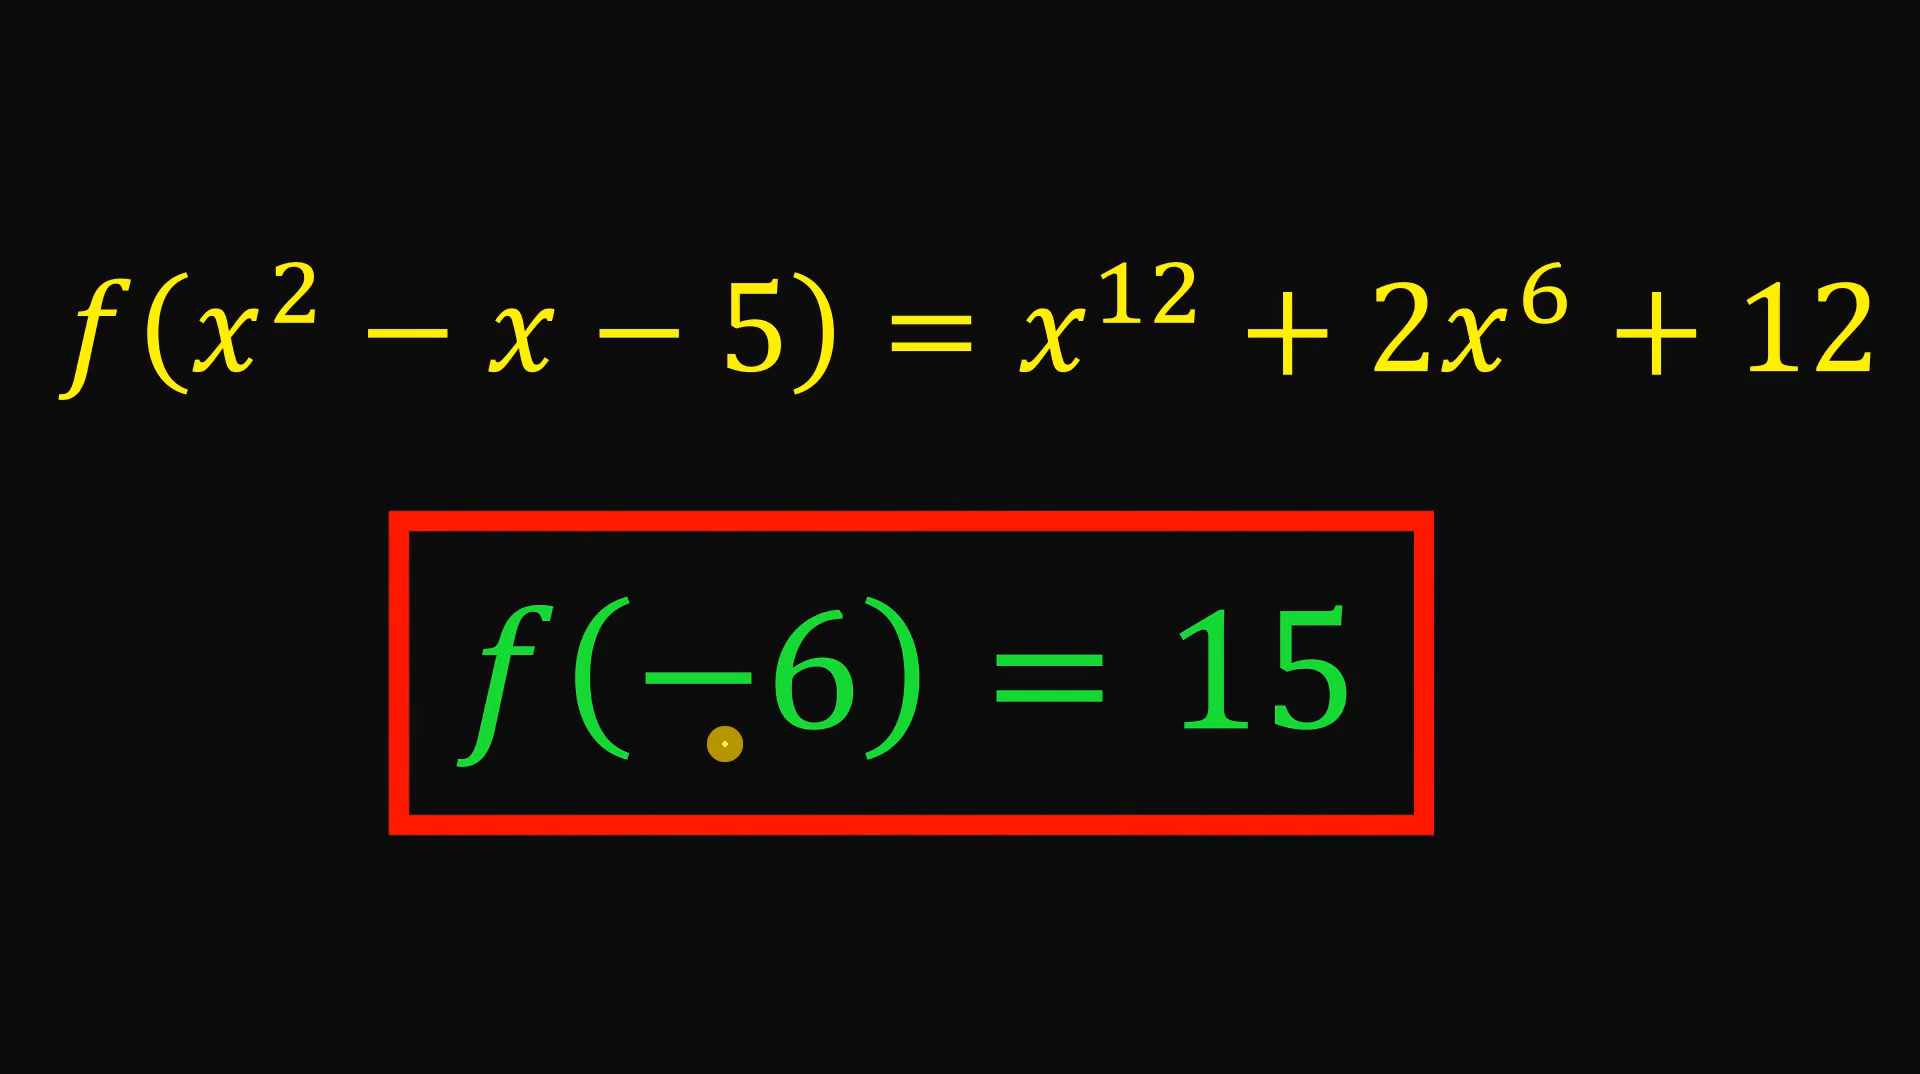 f(x² − x − 5) = x¹² + 2x⁶ + 12
f(−6) = 15